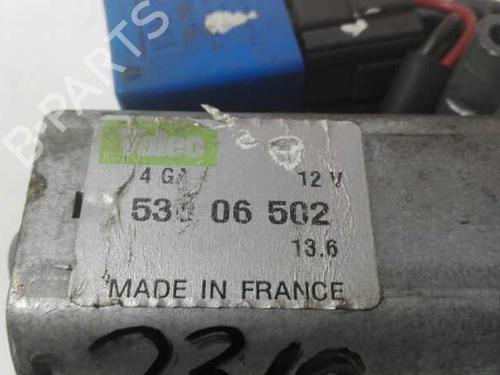 Valeo
4 GA 12 V
06 502
13.6
MADE IN FRANCE
B-PARTS